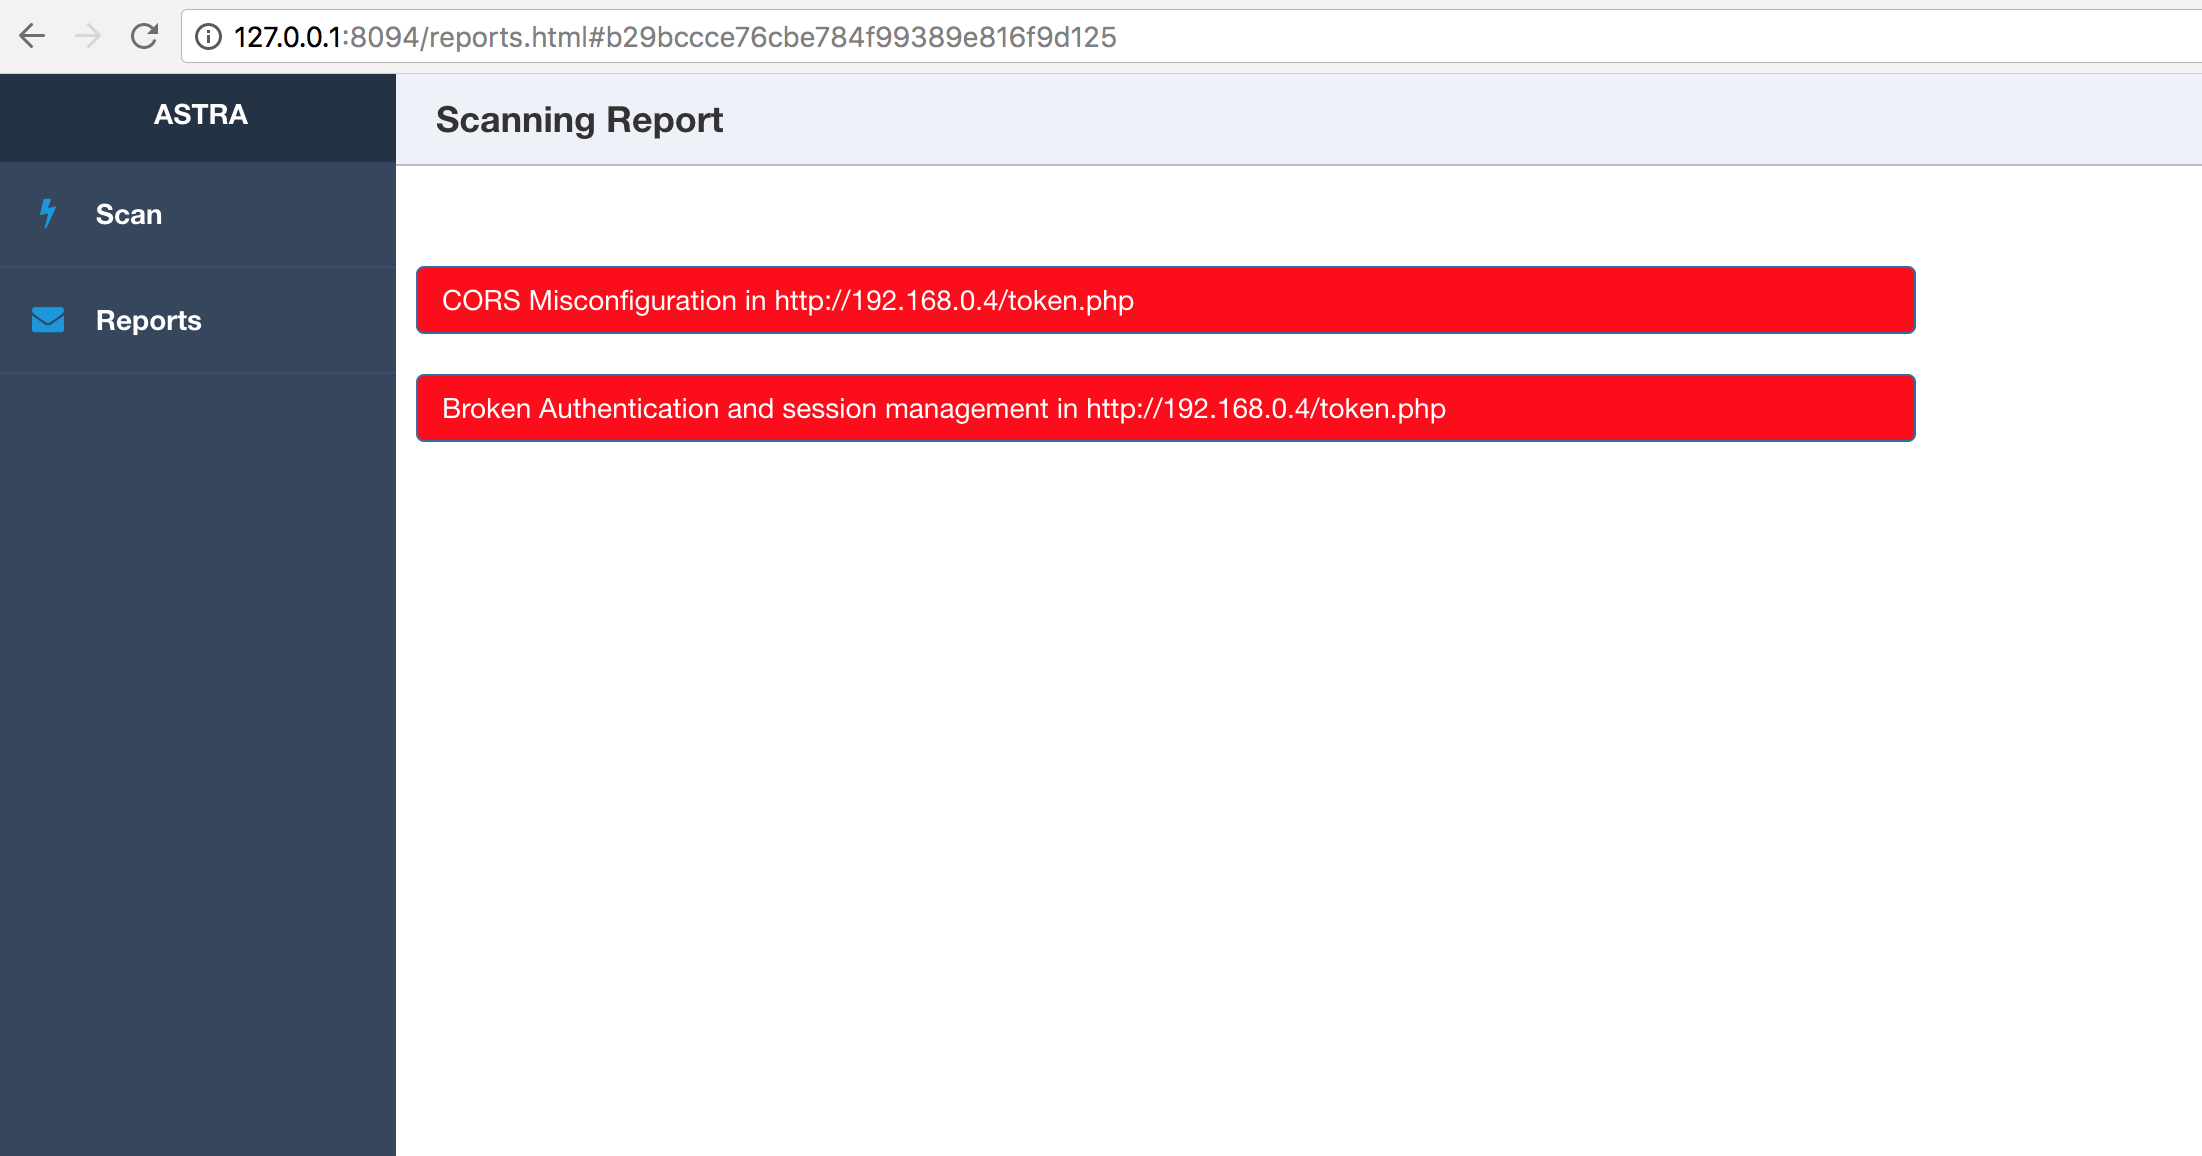 127.0.0.1:8094/reports.html#b29bccce76cbe784f99389e816f9d125
ASTRA
Scanning Report
Scan
Reports
CORS Misconfiguration in http://192.168.0.4/token.php
Broken Authentication and session management in http://192.168.0.4/token.php